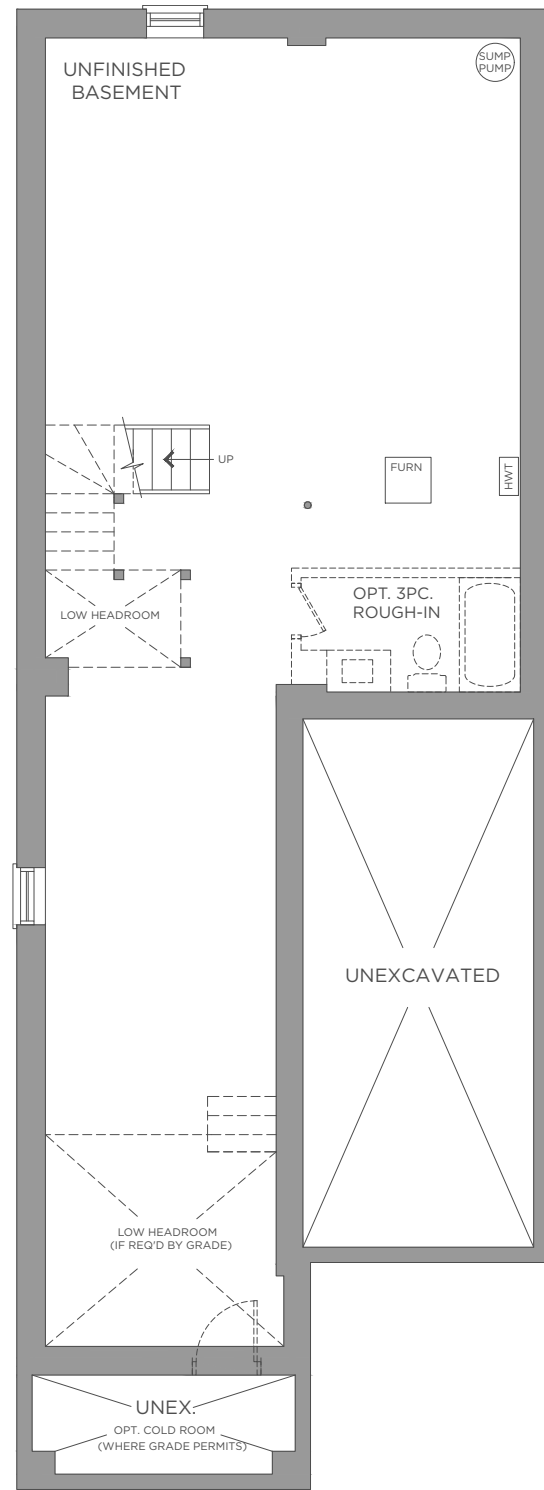 UNFINISHED
BASEMENT
SUMP
PUMP
UP
FURN
HWT
OPT. 3PC.
ROUGH-IN
LOW HEADROOM
UNEXCAVATED
LOW HEADROOM
(IF REQ'D BY GRADE)
UNEX.
OPT. COLD ROOM
(WHERE GRADE PERMITS)